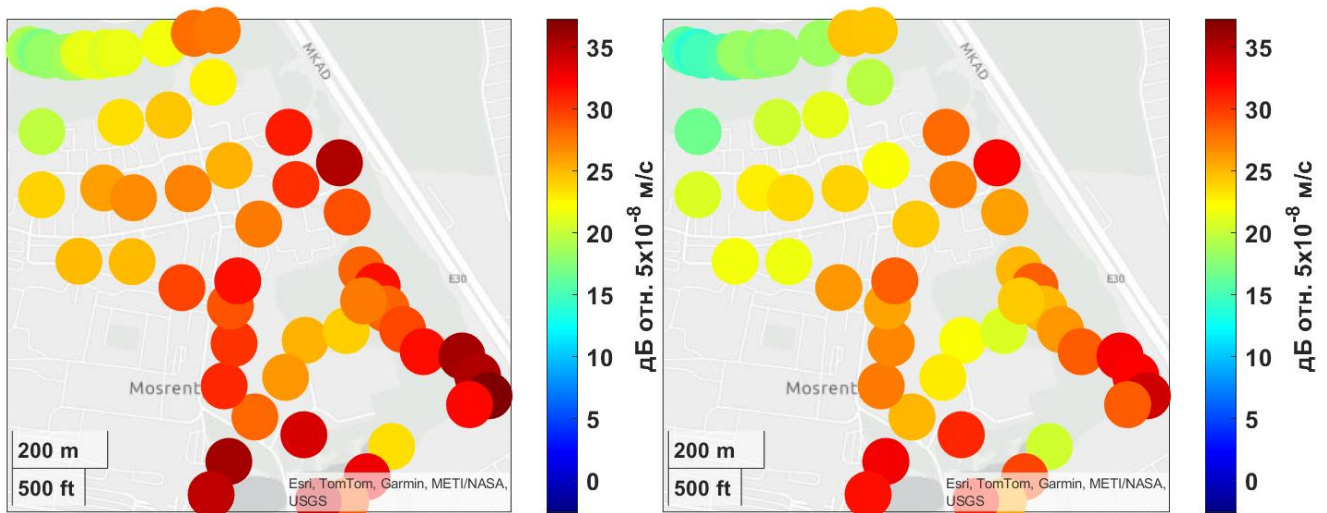 MKAD
E30
Mosrent
200 m
500 ft
Esri, TomTom, Garmin, METI/NASA,
USGS
35
30
25
20
15
10
5
0
дБ отн. 5x10⁻⁸ м/с
MKAD
E30
Mosrent
200 m
500 ft
Esri, TomTom, Garmin, METI/NASA,
USGS
35
30
25
20
15
10
5
0
дБ отн. 5x10⁻⁸ м/с